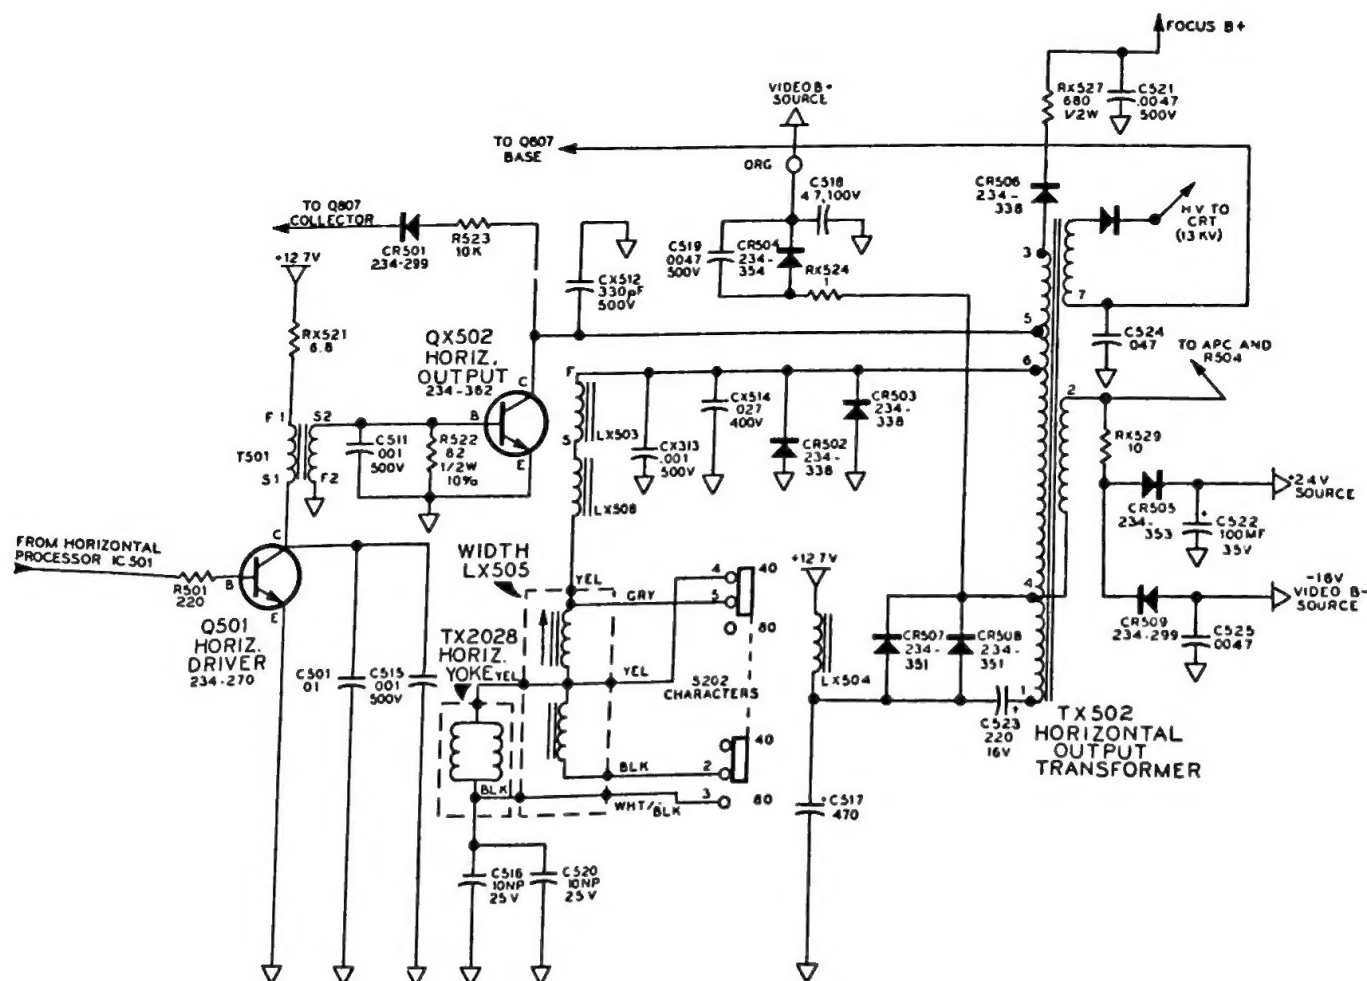 FOCUS B+
RX527
680
1/2W
C521
.0047
500V
VIDEO B+
SOURCE
TO Q807
BASE
ORG
C518
4.7,100V
CR506
234-
338
H.V. TO
CRT
(13 KV)
TO Q807
COLLECTOR
CR501
234-299
R523
10K
C519
.0047
500V
CR504
234-
354
RX524
1
3
7
+12.7V
CX512
330pF
500V
5
C524
.047
RX521
6.8
QX502
HORIZ.
OUTPUT
234-362
C
B
E
TO APC AND
R504
6
2
F
F1
S2
T501
S1
F2
C511
.001
500V
R522
82
1/2W
10%
S
LX503
CX313
.001
500V
CX514
.027
400V
CR502
234-
338
CR503
234-
338
RX529
10
LX508
CR505
234-
353
+
C522
100MF
35V
+24V
SOURCE
FROM HORIZONTAL
PROCESSOR IC501
R501
220
C
B
E
WIDTH
LX505
YEL
GRY
4
40
5
80
+12.7V
4
-16V
VIDEO B-
SOURCE
CR509
234-299
C525
.0047
Q501
HORIZ.
DRIVER
234-270
TX2028
HORIZ.
YOKE
YEL
YEL
S202
CHARACTERS
CR507
234-
351
CR508
234-
351
LX504
C501
.01
C515
.001
500V
1
+
C523
220
16V
TX502
HORIZONTAL
OUTPUT
TRANSFORMER
40
BLK
2
BLK
WHT/
BLK
3
80
+
C517
470
C516
10NP
25V
C520
10NP
25V